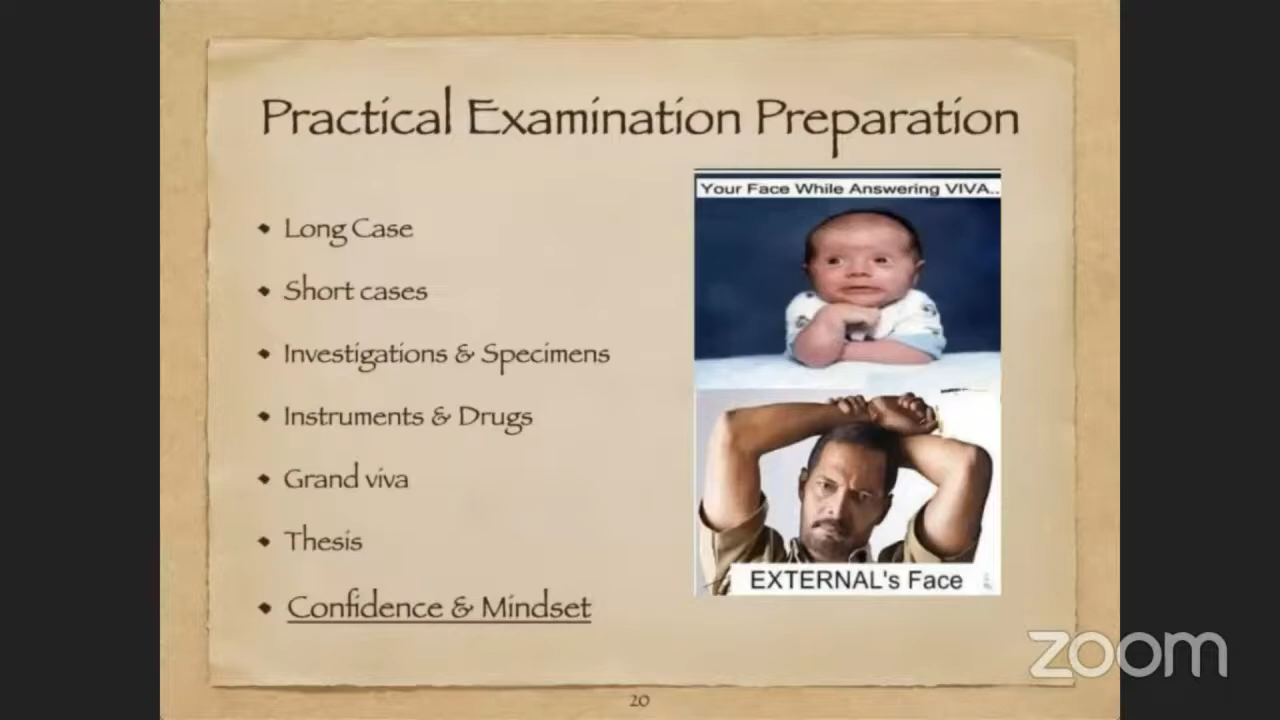 Practical Examination Preparation
Your Face While Answering VIVA..
• Long Case
• Short cases
• Investigations & Specimens
• Instruments & Drugs
• Grand viva
• Thesis
• Confidence & Mindset
EXTERNAL's Face
zoom
20